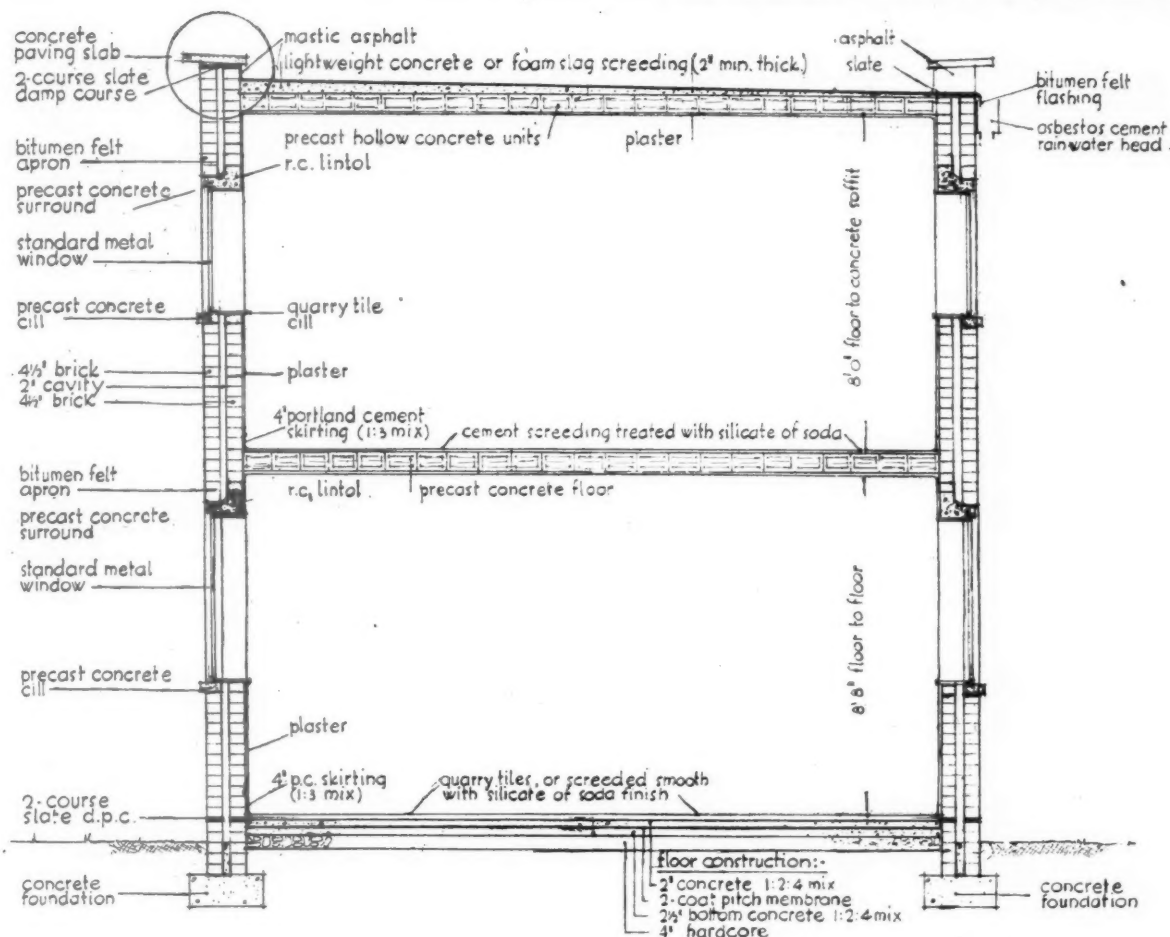 concrete
paving slab
2-course slate
damp course
bitumen felt
apron
precast concrete
surround
standard metal
window
precast concrete
cill
4½" brick
2" cavity
4½" brick
bitumen felt
apron
precast concrete
surround
standard metal
window
precast concrete
cill
2-course
slate d.p.c.
concrete
foundation
mastic asphalt
lightweight concrete or foam slag screeding (2" min. thick.)
precast hollow concrete units
plaster
r.c. lintol
quarry tile
cill
plaster
4" portland cement
skirting (1:3 mix)
cement screeding treated with silicate of soda
r.c. lintol
precast concrete floor
plaster
4" p.c. skirting
(1:3 mix)
quarry tiles, or screeded smooth
with silicate of soda finish
8'0" floor to concrete soffit
8'8" floor to floor
floor construction:-
2" concrete 1:2:4 mix
2-coat pitch membrane
2½" bottom concrete 1:2:4 mix
4" hardcore
asphalt
slate
bitumen felt
flashing
asbestos cement
rainwater head
concrete
foundation